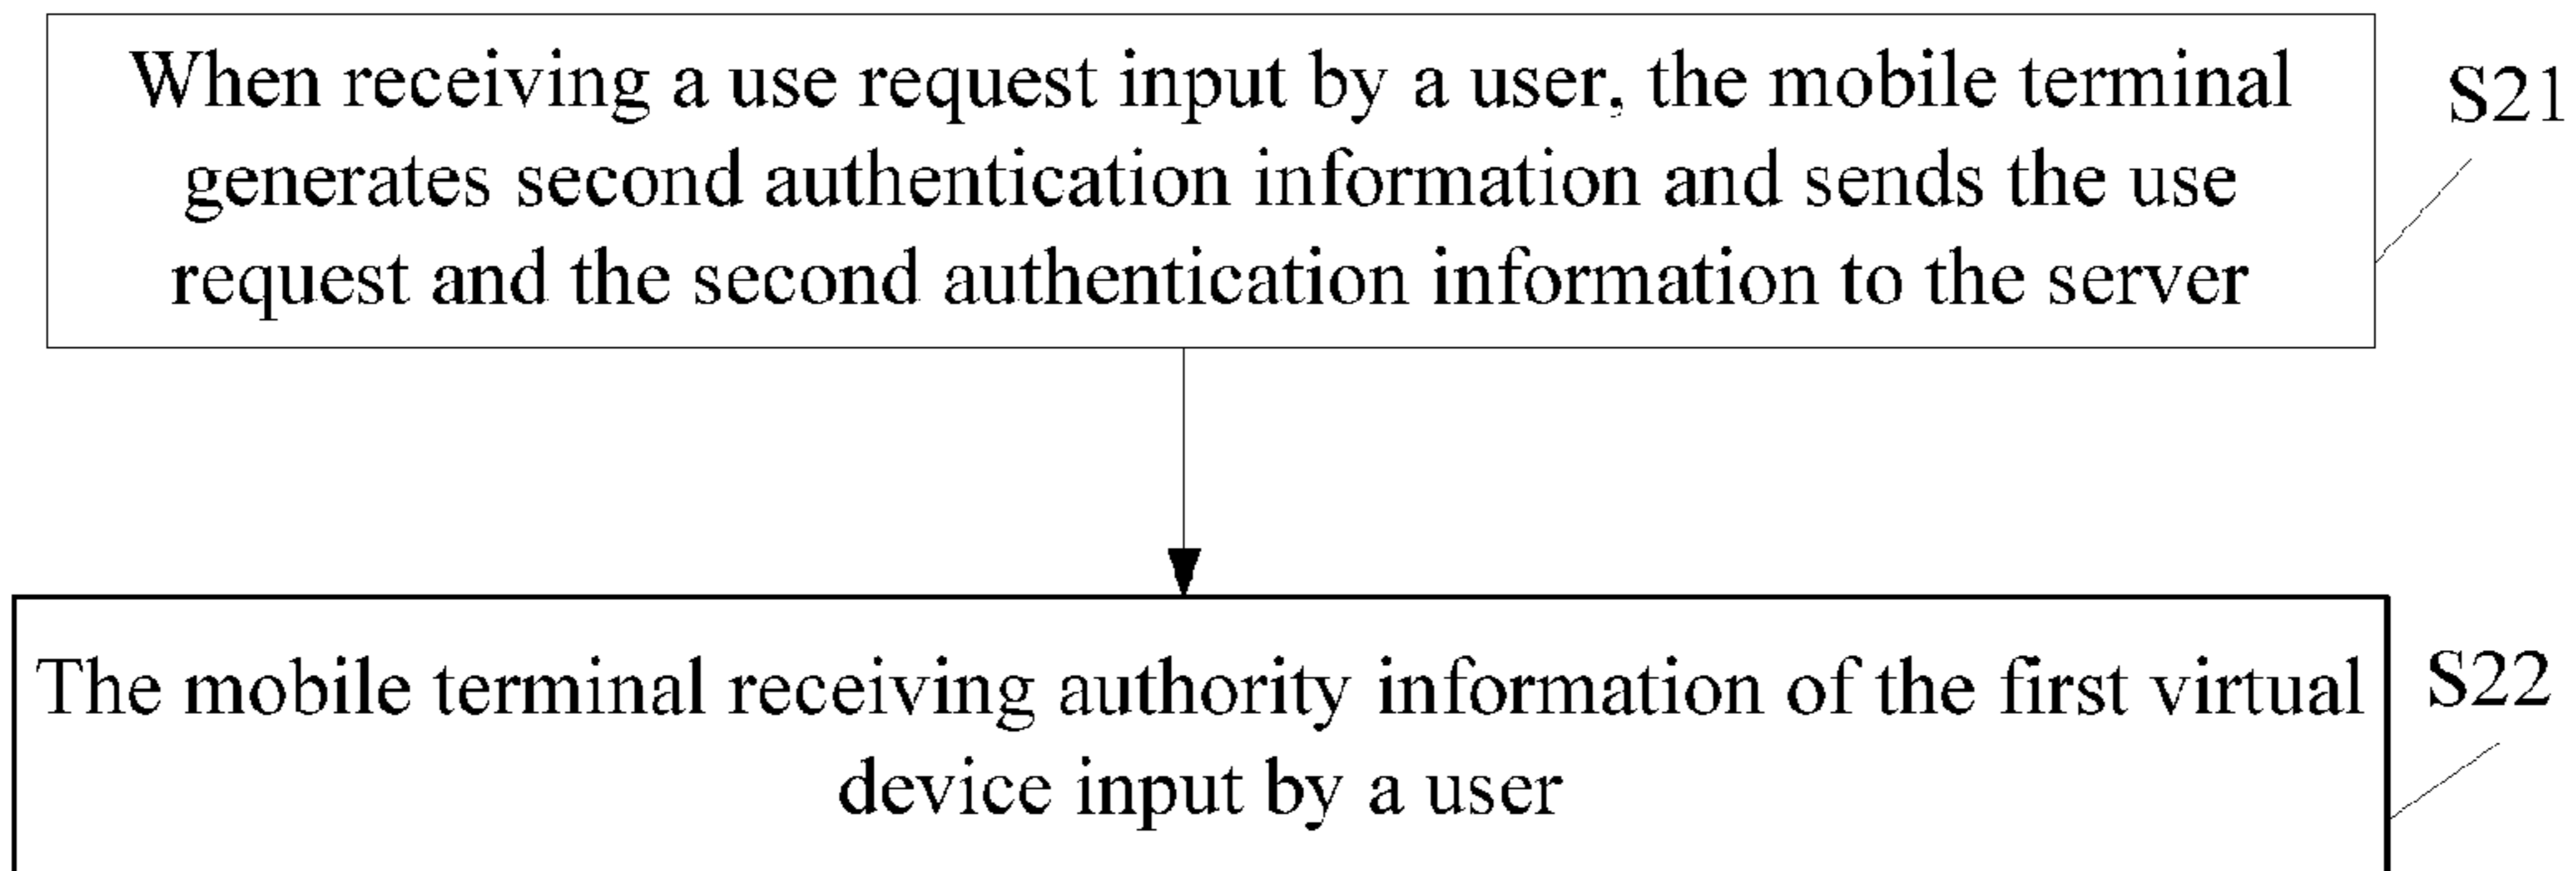 When receiving a use request input by a user, the mobile terminal
generates second authentication information and sends the use
request and the second authentication information to the server
S21
The mobile terminal receiving authority information of the first virtual
device input by a user
S22